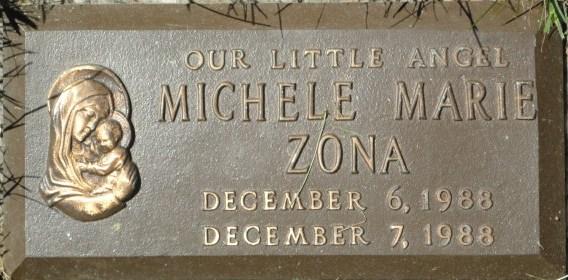 OUR LITTLE ANGEL
MICHELE MARIE
ZONA
DECEMBER 6, 1988
DECEMBER 7, 1988